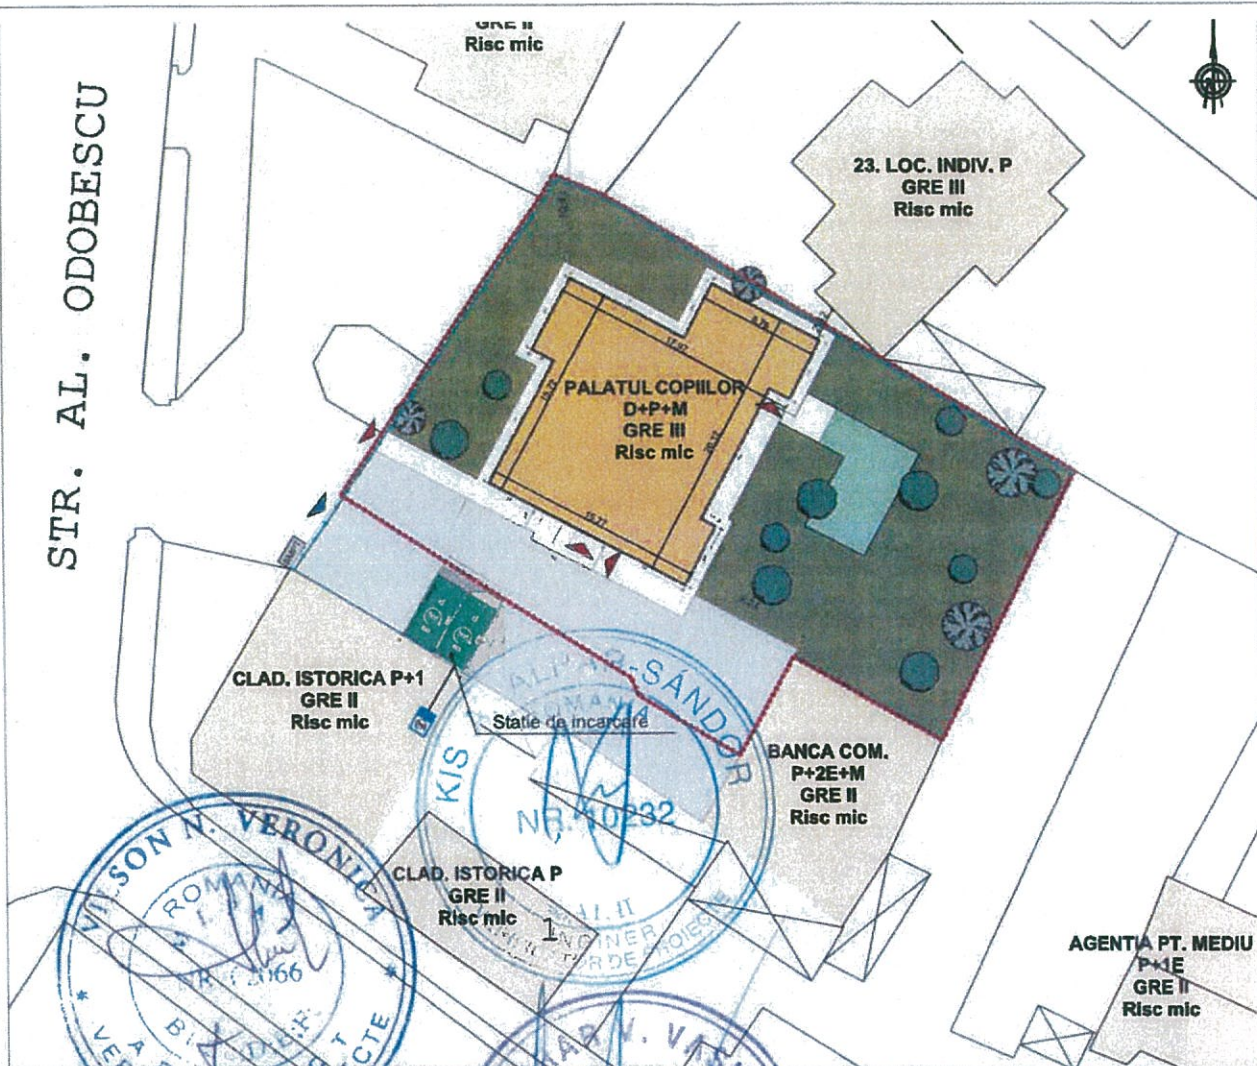 GRE II
Risc mic
STR. AL. ODOBESCU
23. LOC. INDIV. P
GRE III
Risc mic
PALATUL COPIILOR
D+P+M
GRE III
Risc mic
CLAD. ISTORICA P+1
GRE II
Risc mic
Statie de incarcare
BANCA COM.
P+2E+M
GRE II
Risc mic
CLAD. ISTORICA P
GRE II
Risc mic
1
AGENTIA PT. MEDIU
P+1E
GRE II
Risc mic
KIS ALPAR-SÁNDOR
ROMANIA
NR. 10232
INGINER
N. VERONICA
ROMANIA